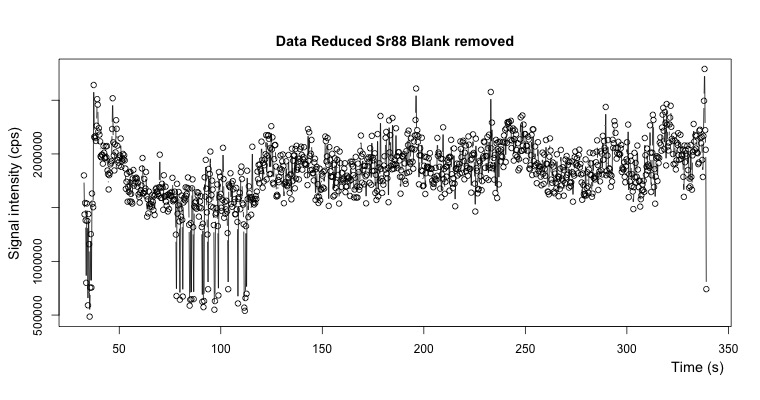 Data Reduced Sr88 Blank removed
Signal intensity (cps)
2000000
1000000
500000
50 100 150 200 250 300 350
Time (s)